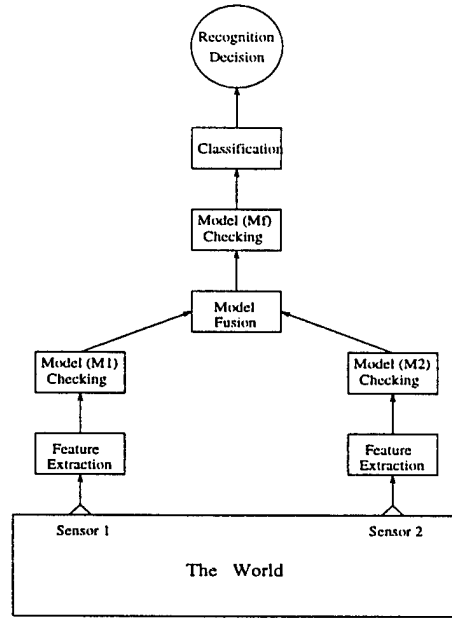 Recognition
Decision
Classification
Model (Mf)
Checking
Model
Fusion
Model (M1)
Checking
Model (M2)
Checking
Feature
Extraction
Feature
Extraction
Sensor 1
Sensor 2
The World